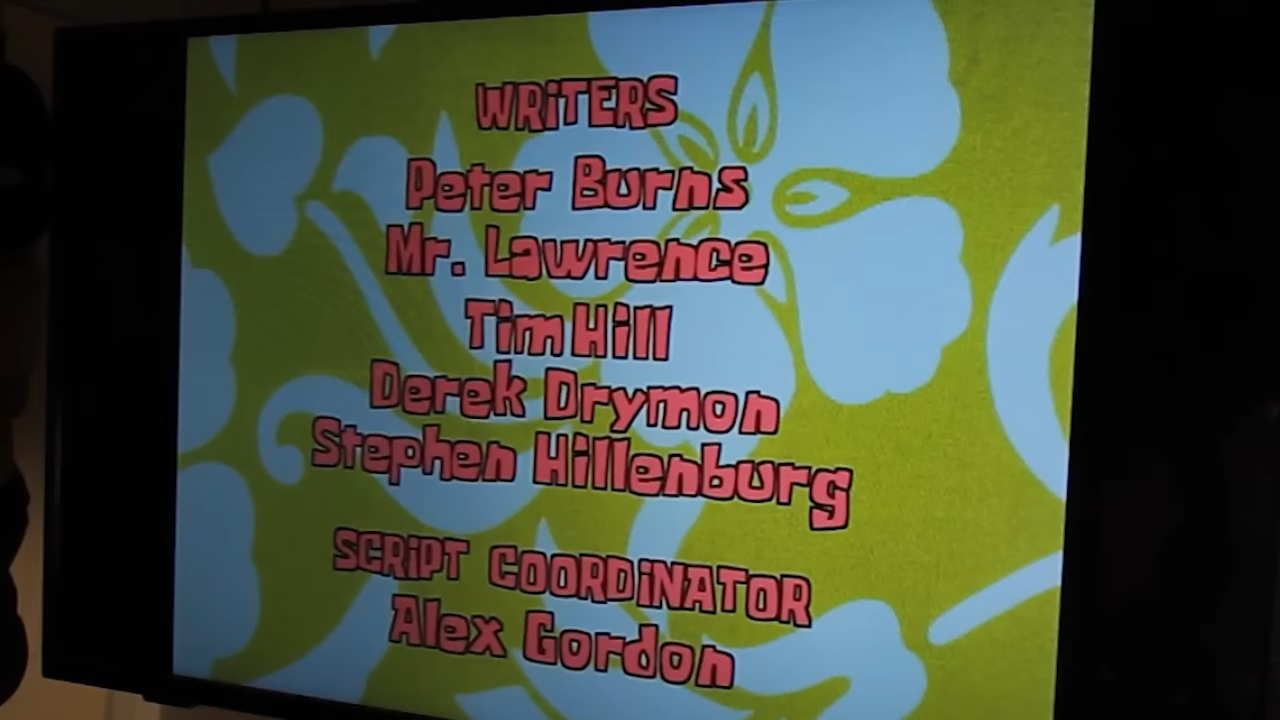 WRiTERS
Peter Burns
Mr. Lawrence
Tim Hill
Derek Drymon
Stephen Hillenburg
SCRiPT COORDiNATOR
Alex Gordon